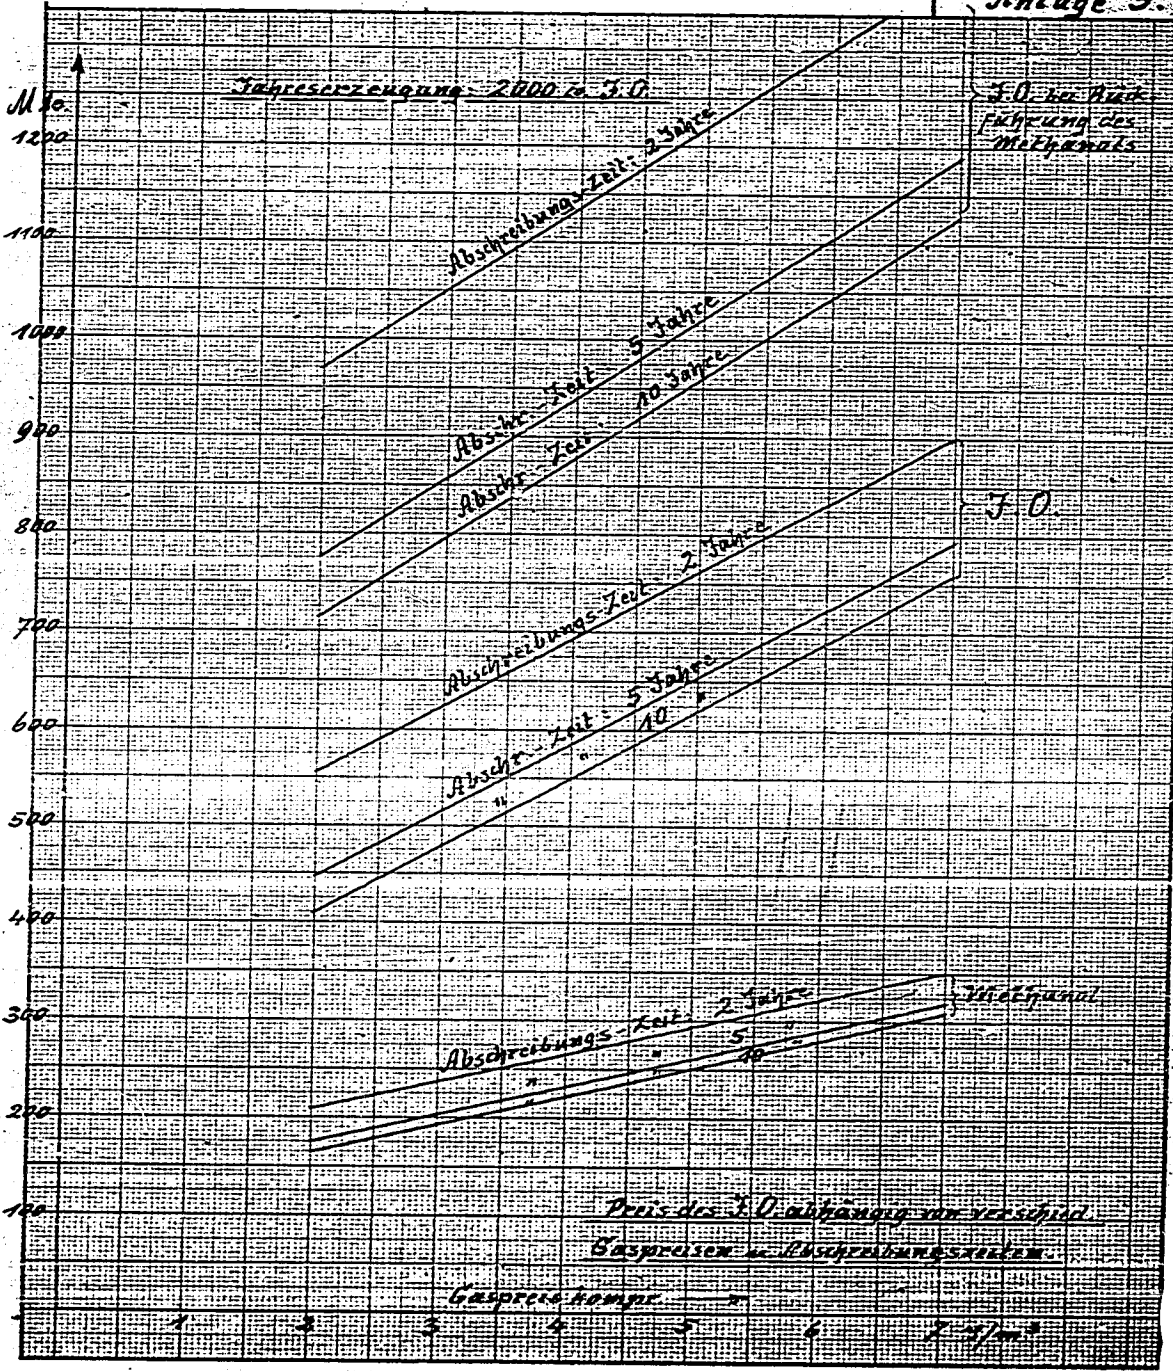 Anlage 3.
Jahreserzeugung: 2000 to J.O.
M/to.
J.O. bei Rück-
führung des
Methanols
1200
1100
1000
900
800
700
600
500
400
300
200
100
Abschreibungs-Zeit: 2 Jahre
Abschr.-Zeit 5 Jahre
Abschr.-Zeit: 10 Jahre
Abschreibungs-Zeit: 2 Jahre
J.O.
Abschr.-Zeit: 5 Jahre
" " 10 "
Abschreibungs-Zeit: 2 Jahre
Methanol
" " 5 "
" " 10 "
Preis des J.O. abhängig von verschied.
Gaspreisen u. Abschreibungszeiten.
Gaspreis kompr.
1 2 3 4 5 6 7